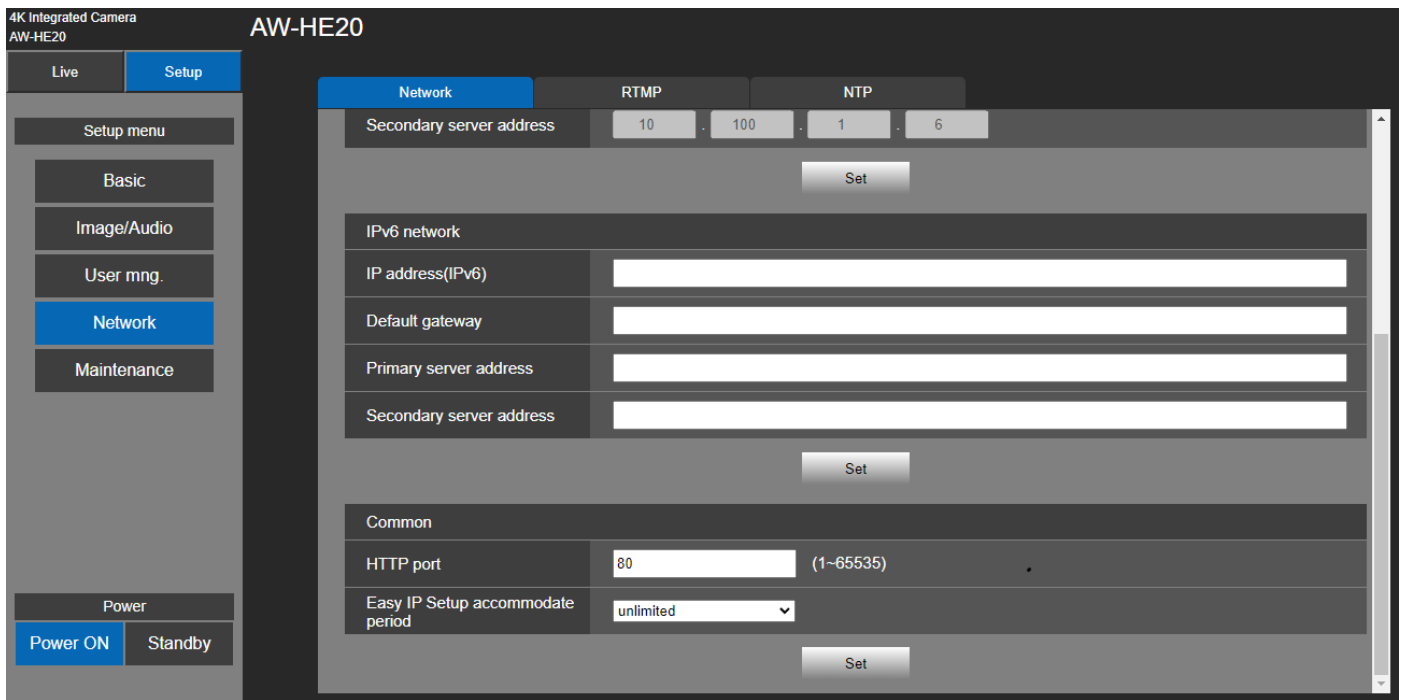 4K Integrated Camera
AW-HE20
AW-HE20
Live Setup
Network RTMP NTP
Setup menu
Basic
Image/Audio
User mng.
Network
Maintenance
Power
Power ON Standby
Secondary server address 10 . 100 . 1 . 6
Set
IPv6 network
IP address(IPv6)
Default gateway
Primary server address
Secondary server address
Set
Common
HTTP port 80 (1~65535)
Easy IP Setup accommodate
period
unlimited
Set